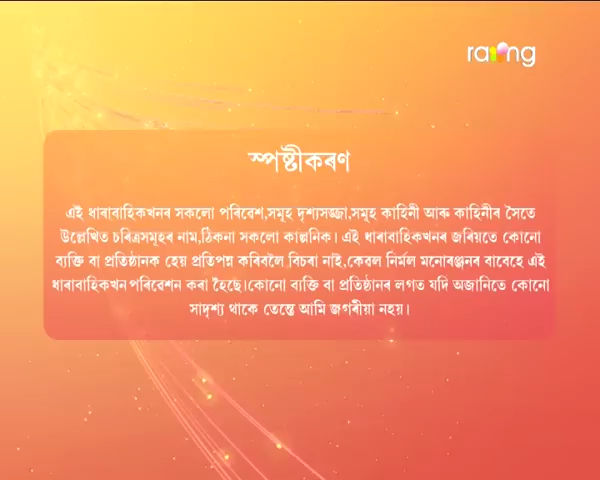 rang
স্পষ্টীকৰণ
এই ধাৰাবাহিকখনৰ সকলো পৰিৱেশ,সমূহ দৃশ্যসজ্জা,সমূহ কাহিনী আৰু কাহিনীৰ সৈতে
উল্লেখিত চৰিত্ৰসমূহৰ নাম,ঠিকনা সকলো কাল্পনিক। এই ধাৰাবাহিকখনৰ জৰিয়তে কোনো
ব্যক্তি বা প্ৰতিষ্ঠানক হেয় প্ৰতিপন্ন কৰিবলৈ বিচৰা নাই,কেৱল নিৰ্মল মনোৰঞ্জনৰ বাবেহে এই
ধাৰাবাহিকখন পৰিৱেশন কৰা হৈছে।কোনো ব্যক্তি বা প্ৰতিষ্ঠানৰ লগত যদি অজানিতে কোনো
সাদৃশ্য থাকে তেন্তে আমি জগৰীয়া নহয়।